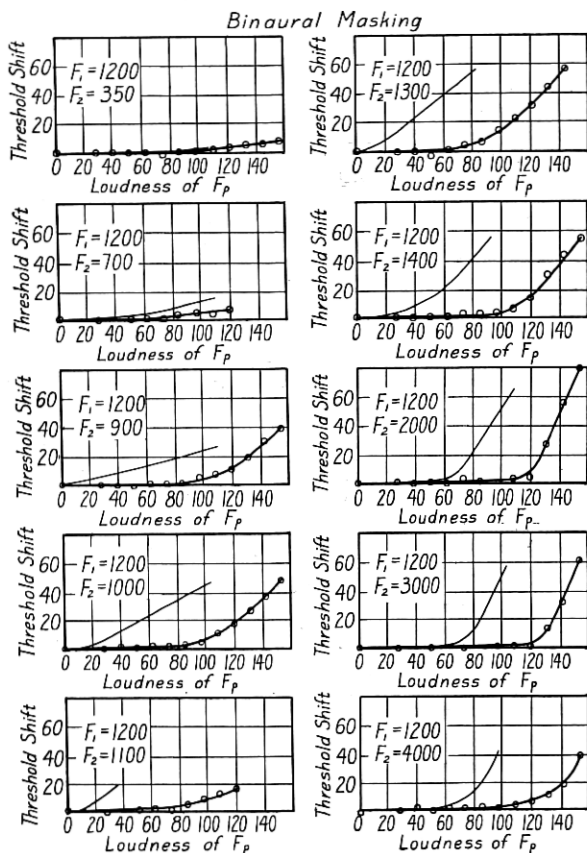 Binaural Masking
Threshold Shift
60
40
20
F₁=1200
F₂=350
0 20 40 60 80 100 120 140
Loudness of Fₚ
Threshold Shift
60
40
20
F₁=1200
F₂=1300
0 20 40 60 80 100 120 140
Loudness of Fₚ
Threshold Shift
60
40
20
F₁=1200
F₂=700
0 20 40 60 80 100 120 140
Loudness of Fₚ
Threshold Shift
60
40
20
F₁=1200
F₂=1400
0 20 40 60 80 100 120 140
Loudness of Fₚ
Threshold Shift
60
40
20
F₁=1200
F₂=900
0 20 40 60 80 100 120 140
Loudness of Fₚ
Threshold Shift
60
40
20
F₁=1200
F₂=2000
0 20 40 60 80 100 120 140
Loudness of Fₚ
Threshold Shift
60
40
20
F₁=1200
F₂=1000
0 20 40 60 80 100 120 140
Loudness of Fₚ
Threshold Shift
60
40
20
F₁=1200
F₂=3000
0 20 40 60 80 100 120 140
Loudness of Fₚ
Threshold Shift
60
40
20
F₁=1200
F₂=1100
0 20 40 60 80 100 120 140
Loudness of Fₚ
Threshold Shift
60
40
20
F₁=1200
F₂=4000
0 20 40 60 80 100 120 140
Loudness of Fₚ